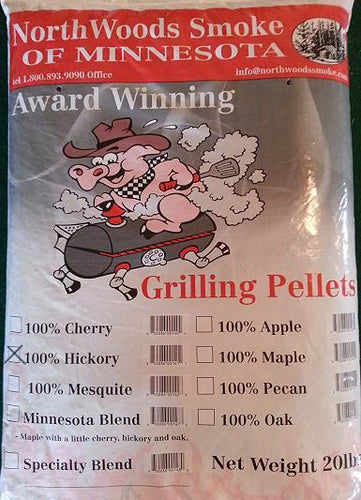 NorthWoods Smoke
OF MINNESOTA
tel 1.800.893.9090 Office info@northwoodssmoke.com
Award Winning
Grilling Pellets
100% Cherry 100% Apple
100% Hickory 100% Maple
100% Mesquite 100% Pecan
Minnesota Blend 100% Oak
- Maple with a little cherry, hickory and oak.
Specialty Blend Net Weight 20lb